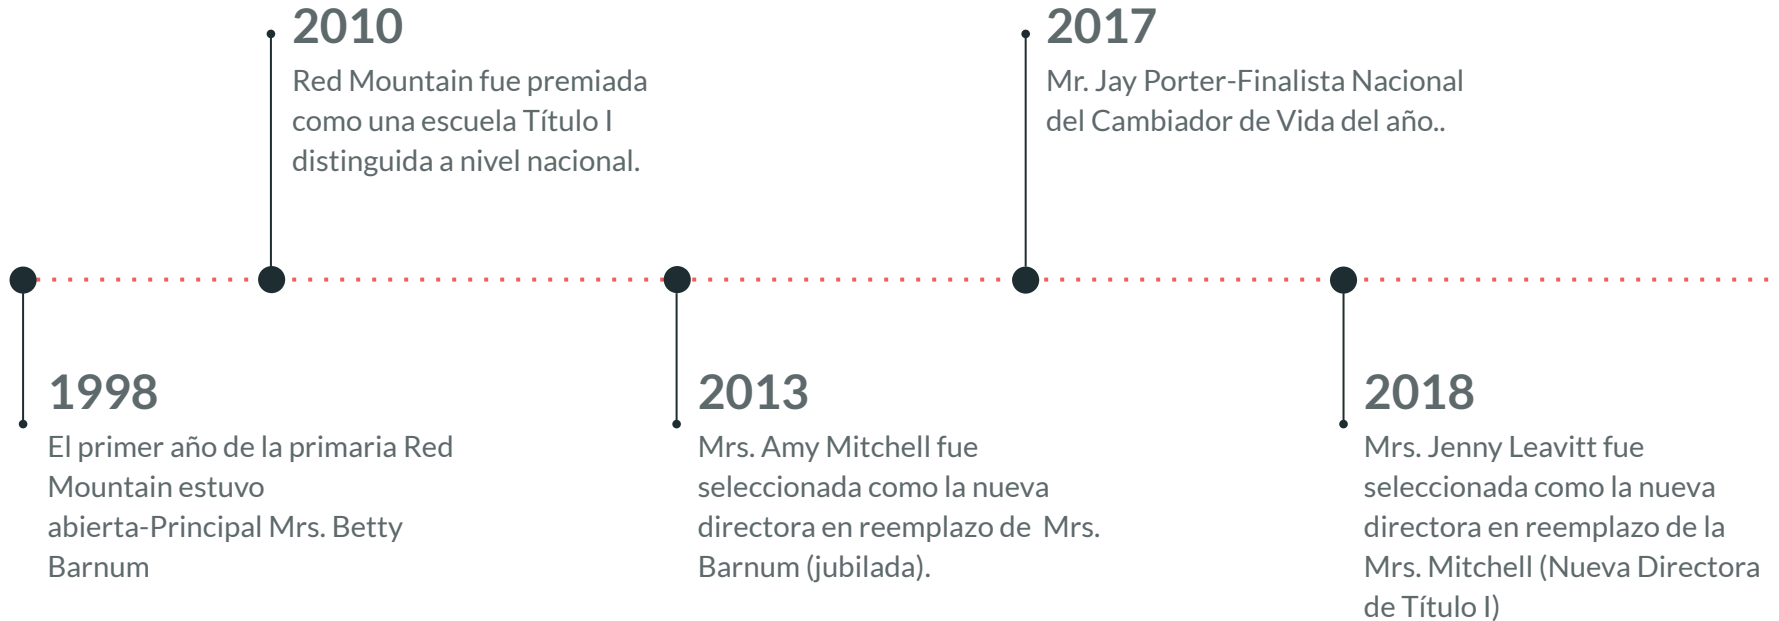 2010
Red Mountain fue premiada
como una escuela Título I
distinguida a nivel nacional.
2017
Mr. Jay Porter-Finalista Nacional
del Cambiador de Vida del año..
1998
El primer año de la primaria Red
Mountain estuvo
abierta-Principal Mrs. Betty
Barnum
2013
Mrs. Amy Mitchell fue
seleccionada como la nueva
directora en reemplazo de  Mrs.
Barnum (jubilada).
2018
Mrs. Jenny Leavitt fue
seleccionada como la nueva
directora en reemplazo de la
Mrs. Mitchell (Nueva Directora
de Título I)